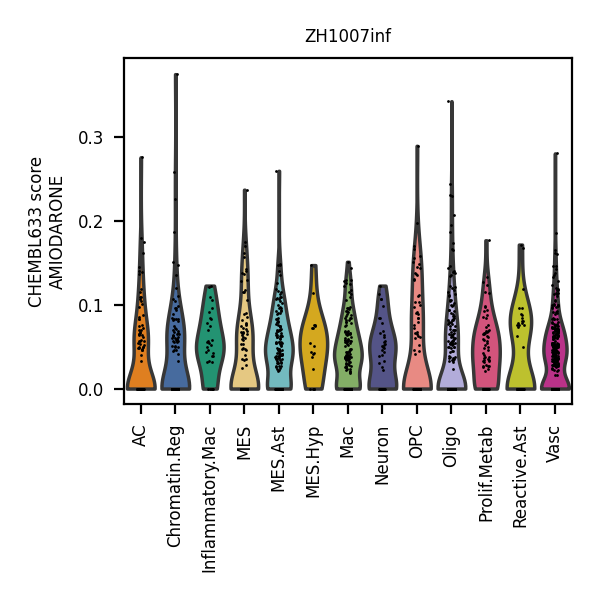 ZH1007inf
CHEMBL633 score
AMIODARONE
0.3
0.2
0.1
0.0
AC
Chromatin.Reg
Inflammatory.Mac
MES
MES.Ast
MES.Hyp
Mac
Neuron
OPC
Oligo
Prolif.Metab
Reactive.Ast
Vasc